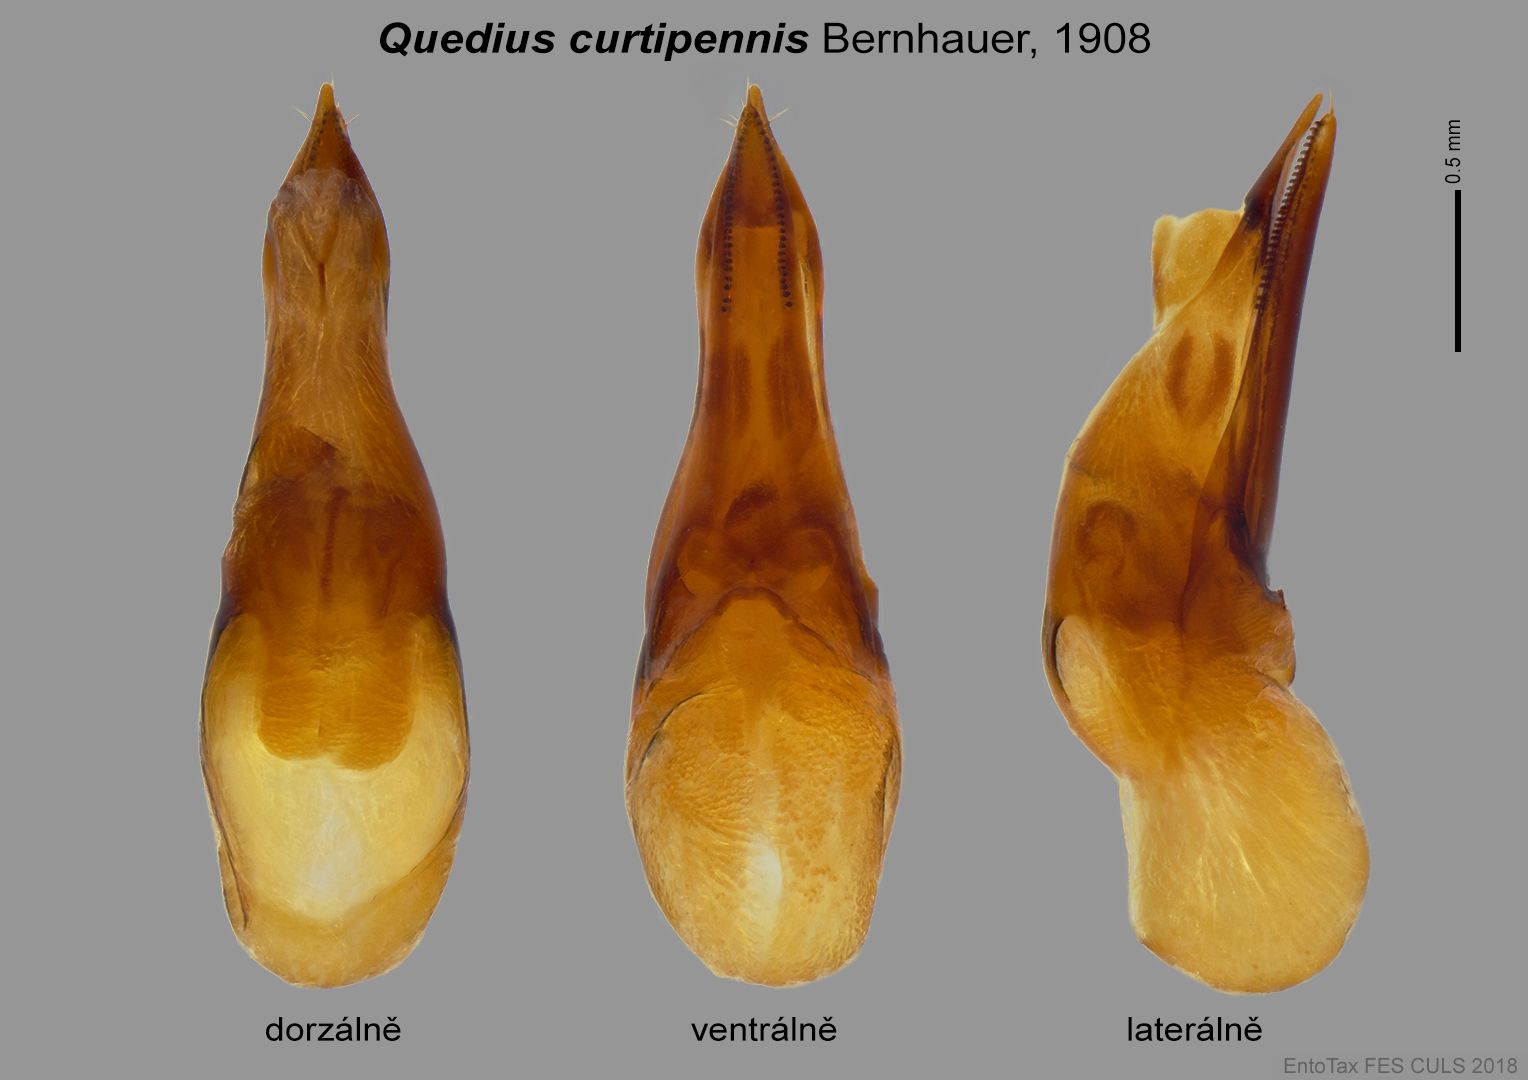 Quedius curtipennis Bernhauer, 1908
0.5 mm
dorzálně
ventrálně
laterálně
EntoTax FES CULS 2018